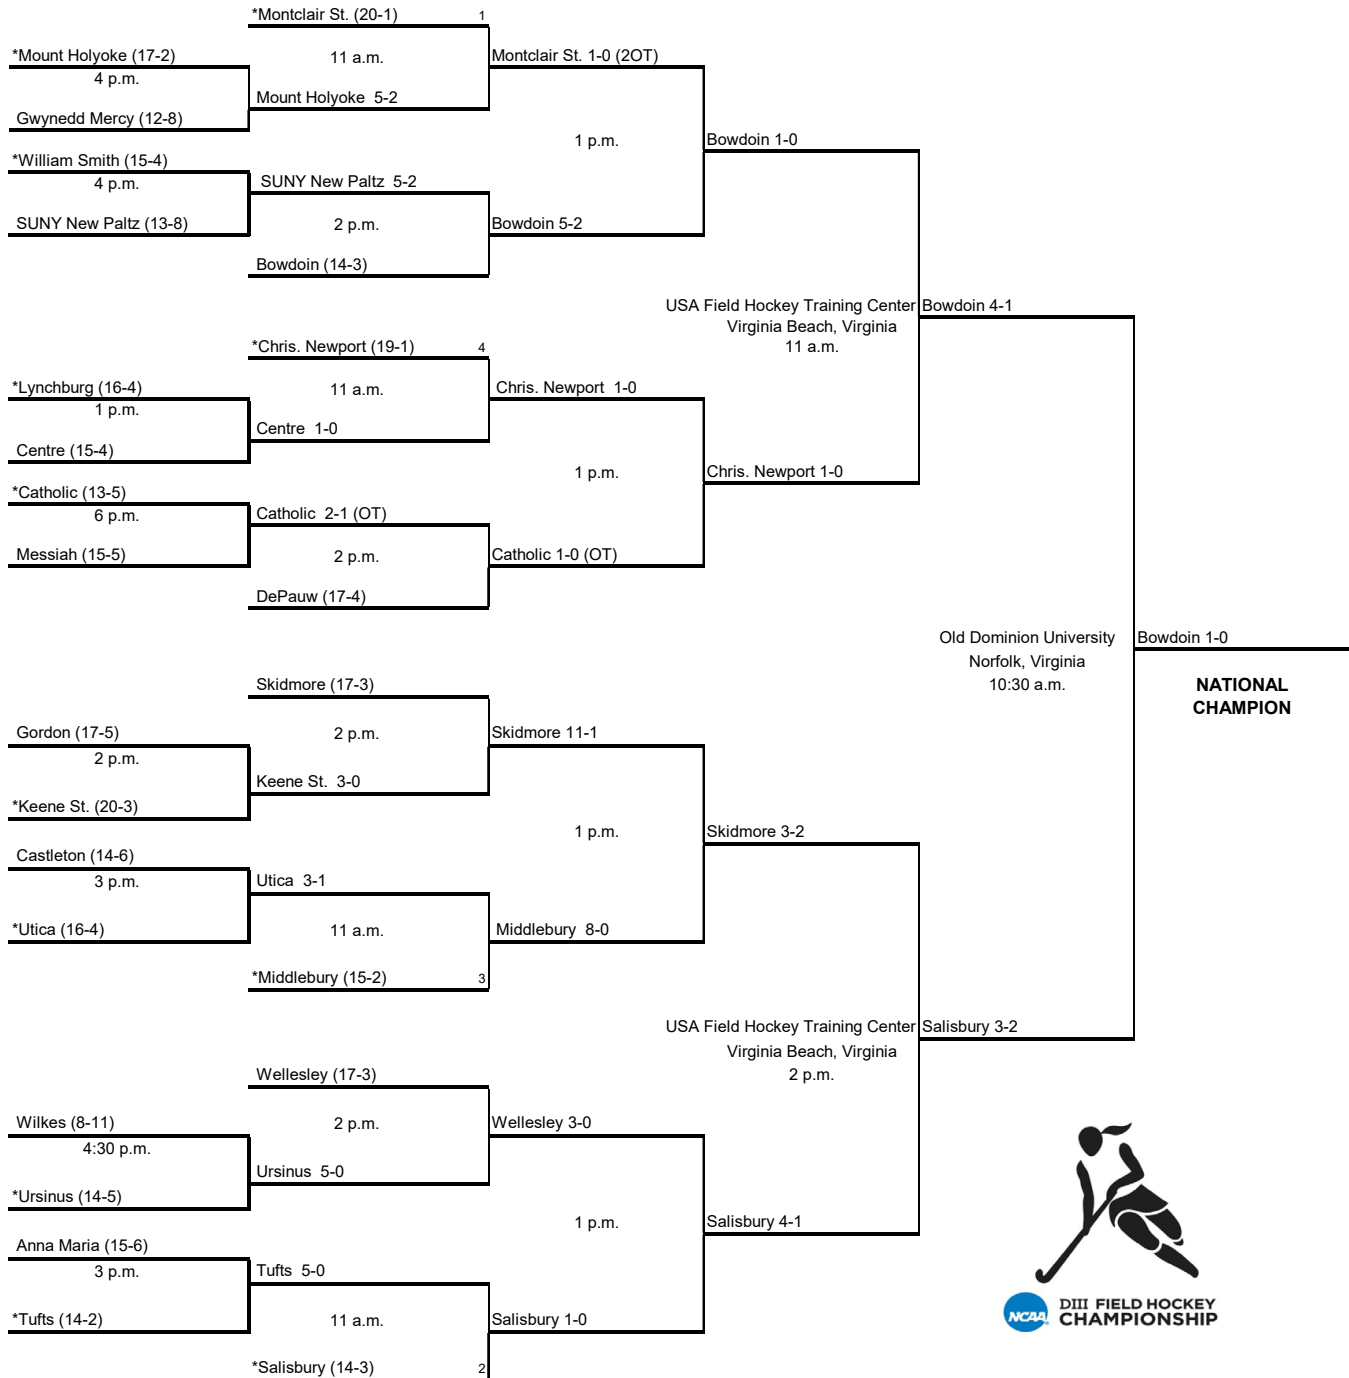 *Montclair St. (20-1) 1
*Mount Holyoke (17-2)
11 a.m.
Montclair St. 1-0 (2OT)
4 p.m.
Mount Holyoke 5-2
Gwynedd Mercy (12-8)
1 p.m.
Bowdoin 1-0
*William Smith (15-4)
4 p.m.
SUNY New Paltz 5-2
SUNY New Paltz (13-8)
2 p.m.
Bowdoin 5-2
Bowdoin (14-3)
USA Field Hockey Training Center
Bowdoin 4-1
Virginia Beach, Virginia
11 a.m.
*Chris. Newport (19-1) 4
*Lynchburg (16-4)
11 a.m.
Chris. Newport 1-0
1 p.m.
Centre 1-0
Centre (15-4)
1 p.m.
Chris. Newport 1-0
*Catholic (13-5)
6 p.m.
Catholic 2-1 (OT)
Messiah (15-5)
2 p.m.
Catholic 1-0 (OT)
DePauw (17-4)
Old Dominion University
Bowdoin 1-0
Norfolk, Virginia
10:30 a.m.
NATIONAL
CHAMPION
Skidmore (17-3)
Gordon (17-5)
2 p.m.
Skidmore 11-1
2 p.m.
Keene St. 3-0
*Keene St. (20-3)
1 p.m.
Skidmore 3-2
Castleton (14-6)
3 p.m.
Utica 3-1
*Utica (16-4)
11 a.m.
Middlebury 8-0
*Middlebury (15-2) 3
USA Field Hockey Training Center
Salisbury 3-2
Virginia Beach, Virginia
2 p.m.
Wellesley (17-3)
Wilkes (8-11)
2 p.m.
Wellesley 3-0
4:30 p.m.
Ursinus 5-0
*Ursinus (14-5)
1 p.m.
Salisbury 4-1
Anna Maria (15-6)
3 p.m.
Tufts 5-0
*Tufts (14-2)
11 a.m.
Salisbury 1-0
*Salisbury (14-3) 2
NCAA
DIII FIELD HOCKEY
CHAMPIONSHIP